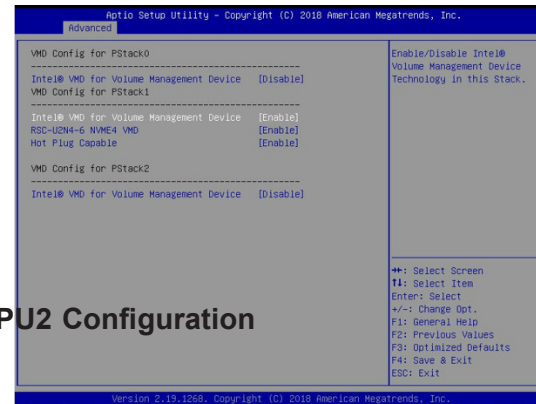 Aptio Setup Utility – Copyright (C) 2018 American Megatrends, Inc.
Advanced
VMD Config for PStack0
------------------------------------------------
Intel® VMD for Volume Management Device [Disable]
VMD Config for PStack1
------------------------------------------------
Intel® VMD for Volume Management Device [Enable]
RSC-U2N4-6 NVME4 VMD [Enable]
Hot Plug Capable [Enable]
VMD Config for PStack2
------------------------------------------------
Intel® VMD for Volume Management Device [Disable]
Enable/Disable Intel®
Volume Management Device
Technology in this Stack.
→←: Select Screen
↑↓: Select Item
Enter: Select
+/-: Change Opt.
F1: General Help
F2: Previous Values
F3: Optimized Defaults
F4: Save & Exit
ESC: Exit
PU2 Configuration
Version 2.19.1268. Copyright (C) 2018 American Megatrends, Inc.